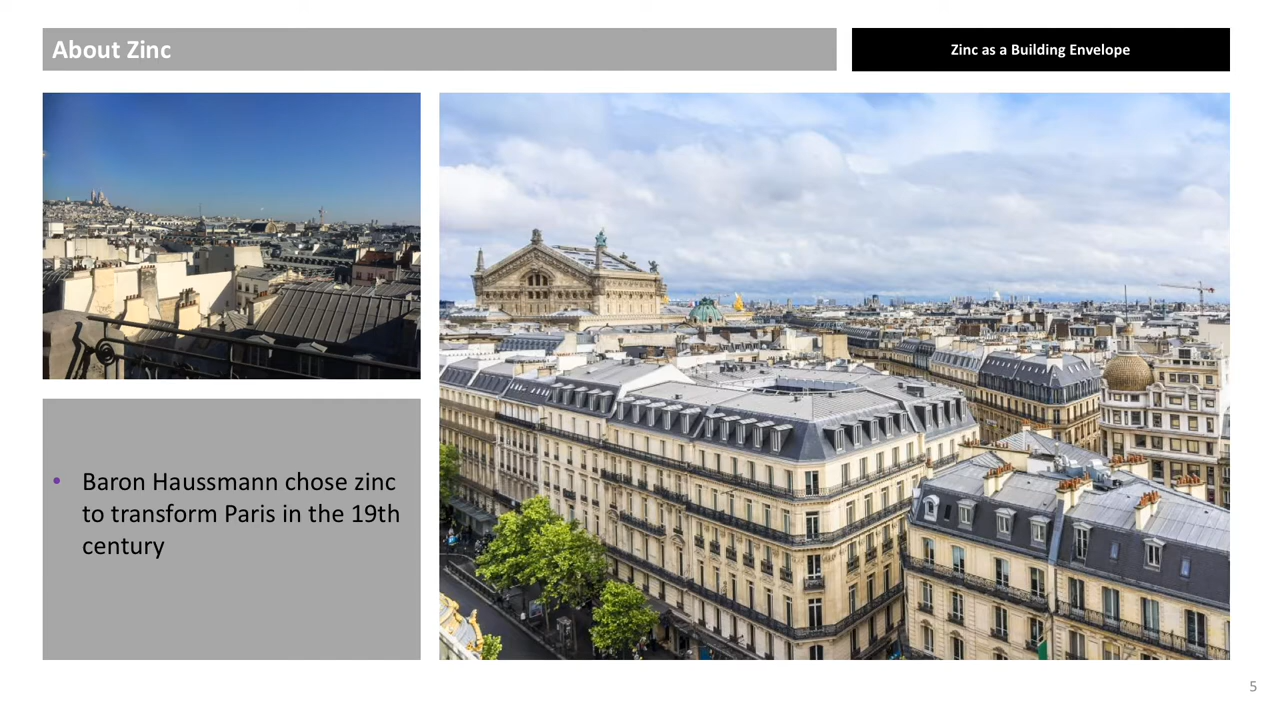 About Zinc
Zinc as a Building Envelope
• Baron Haussmann chose zinc
to transform Paris in the 19th
century
5